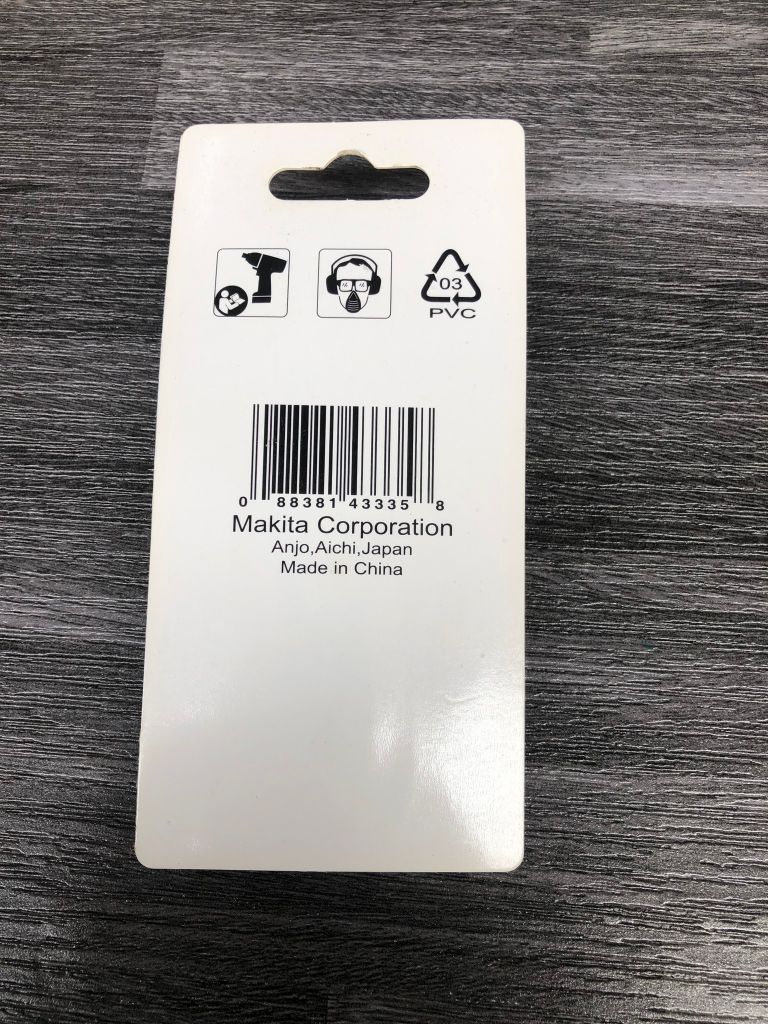 03
PVC
0 88381 43335 8
Makita Corporation
Anjo,Aichi,Japan
Made in China